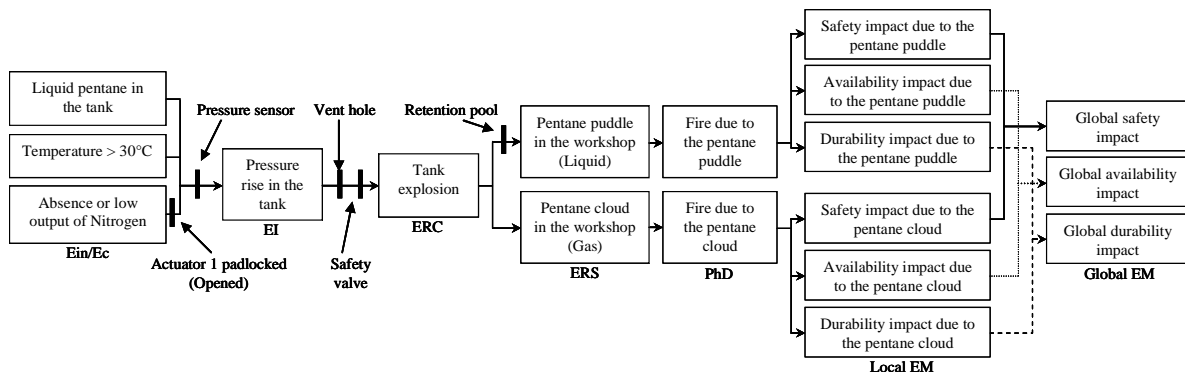 Liquid pentane in
the tank
Temperature > 30°C
Absence or low
output of Nitrogen
Ein/Ec
Pressure sensor
Actuator 1 padlocked
(Opened)
Pressure
rise in the
tank
EI
Vent hole
Safety
valve
Tank
explosion
ERC
Retention pool
Pentane puddle
in the workshop
(Liquid)
Pentane cloud
in the workshop
(Gas)
ERS
Fire due to
the pentane
puddle
Fire due to
the pentane
cloud
PhD
Safety impact due to the
pentane puddle
Availability impact due
to the pentane puddle
Durability impact due to
the pentane puddle
Safety impact due to the
pentane cloud
Availability impact due
to the pentane cloud
Durability impact due to
the pentane cloud
Local EM
Global safety
impact
Global availability
impact
Global durability
impact
Global EM